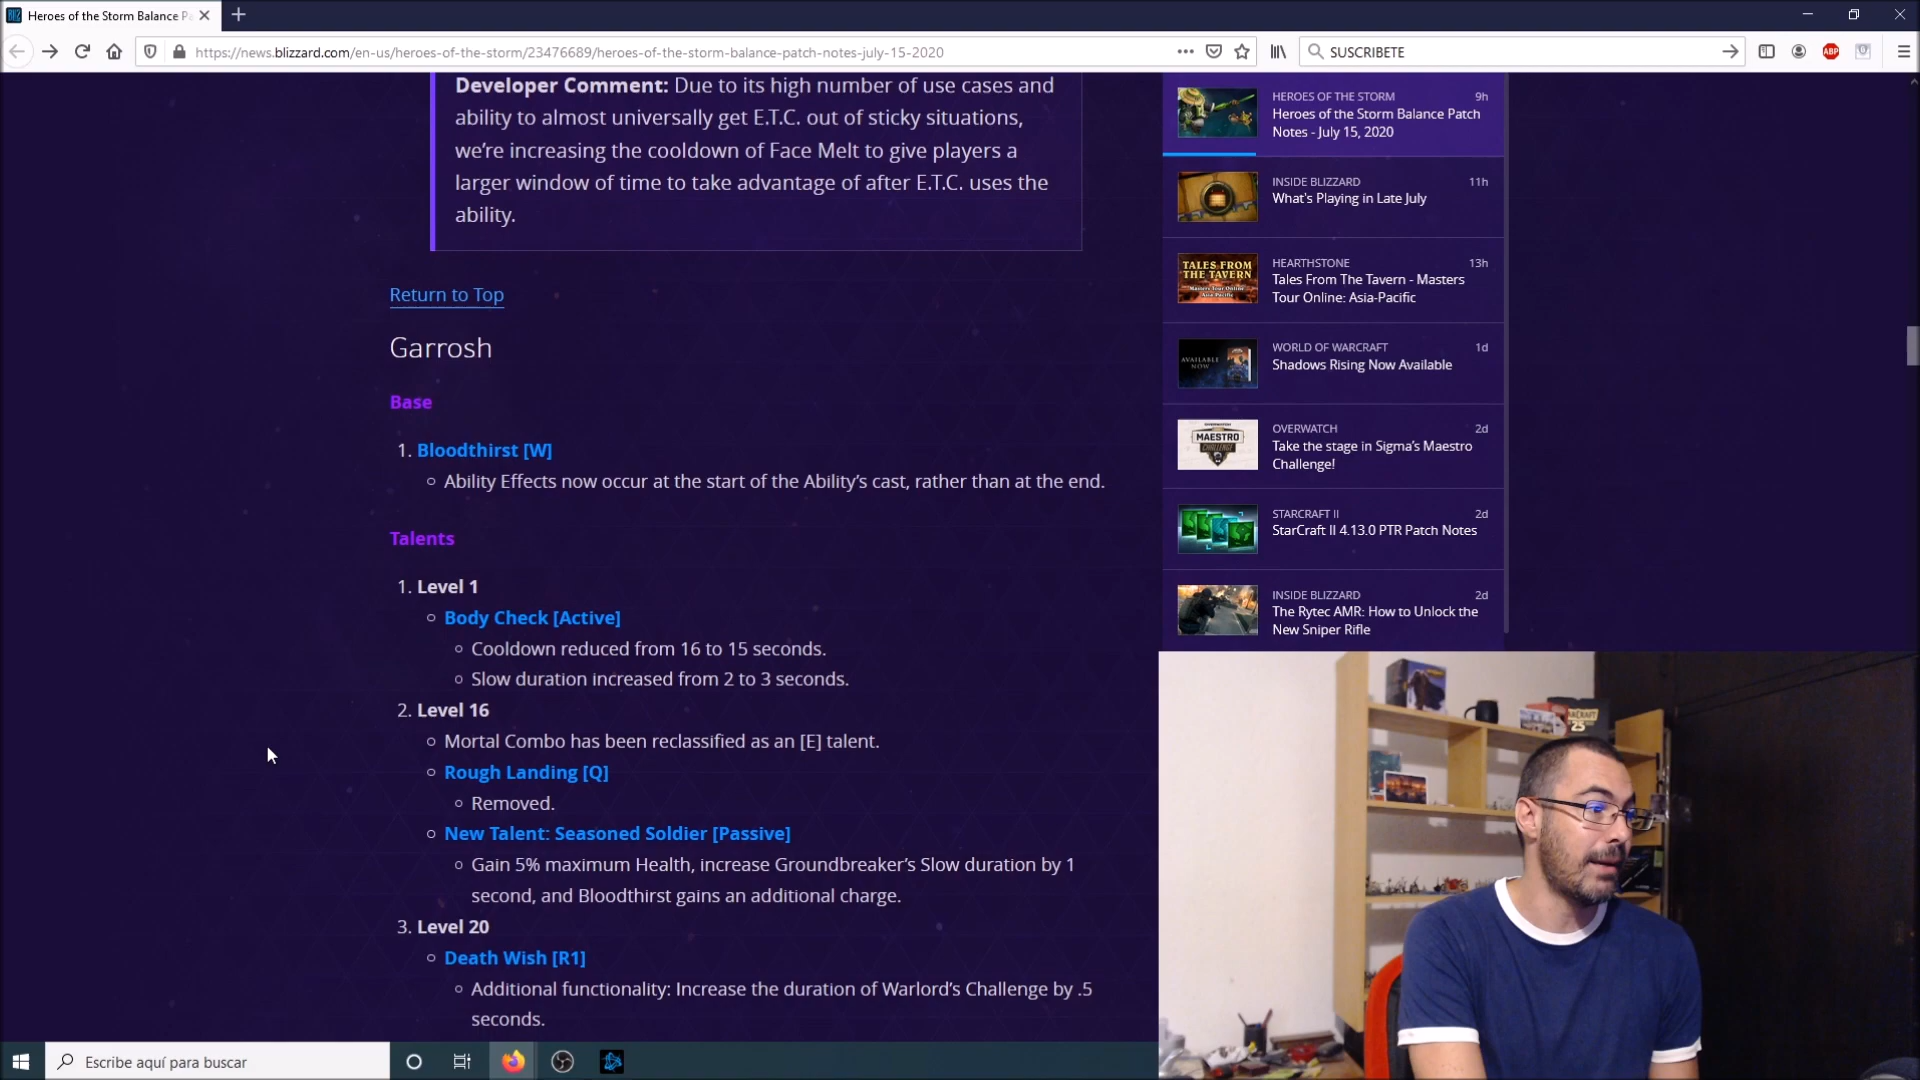 Heroes of the Storm Balance P
https://news.blizzard.com/en-us/heroes-of-the-storm/23476689/heroes-of-the-storm-balance-patch-notes-july-15-2020
SUSCRIBETE
ABP
Developer Comment: Due to its high number of use cases and
ability to almost universally get E.T.C. out of sticky situations,
we’re increasing the cooldown of Face Melt to give players a
larger window of time to take advantage of after E.T.C. uses the
ability.
Return to Top
Garrosh
Base
1. Bloodthirst [W]
Ability Effects now occur at the start of the Ability’s cast, rather than at the end.
Talents
1. Level 1
Body Check [Active]
Cooldown reduced from 16 to 15 seconds.
Slow duration increased from 2 to 3 seconds.
2. Level 16
Mortal Combo has been reclassified as an [E] talent.
Rough Landing [Q]
Removed.
New Talent: Seasoned Soldier [Passive]
Gain 5% maximum Health, increase Groundbreaker’s Slow duration by 1
second, and Bloodthirst gains an additional charge.
3. Level 20
Death Wish [R1]
Additional functionality: Increase the duration of Warlord’s Challenge by .5
seconds.
HEROES OF THE STORM 9h
Heroes of the Storm Balance Patch
Notes - July 15, 2020
INSIDE BLIZZARD 11h
What's Playing in Late July
TALES FROM
THE TAVERN
Masters Tour Online
Asia-Pacific
HEARTHSTONE 13h
Tales From The Tavern - Masters
Tour Online: Asia-Pacific
AVAILABLE
NOW
WORLD OF WARCRAFT 1d
Shadows Rising Now Available
MAESTRO
CHALLENGE
OVERWATCH 2d
Take the stage in Sigma’s Maestro
Challenge!
STARCRAFT II 2d
StarCraft II 4.13.0 PTR Patch Notes
INSIDE BLIZZARD 2d
The Rytec AMR: How to Unlock the
New Sniper Rifle
25
Escribe aquí para buscar